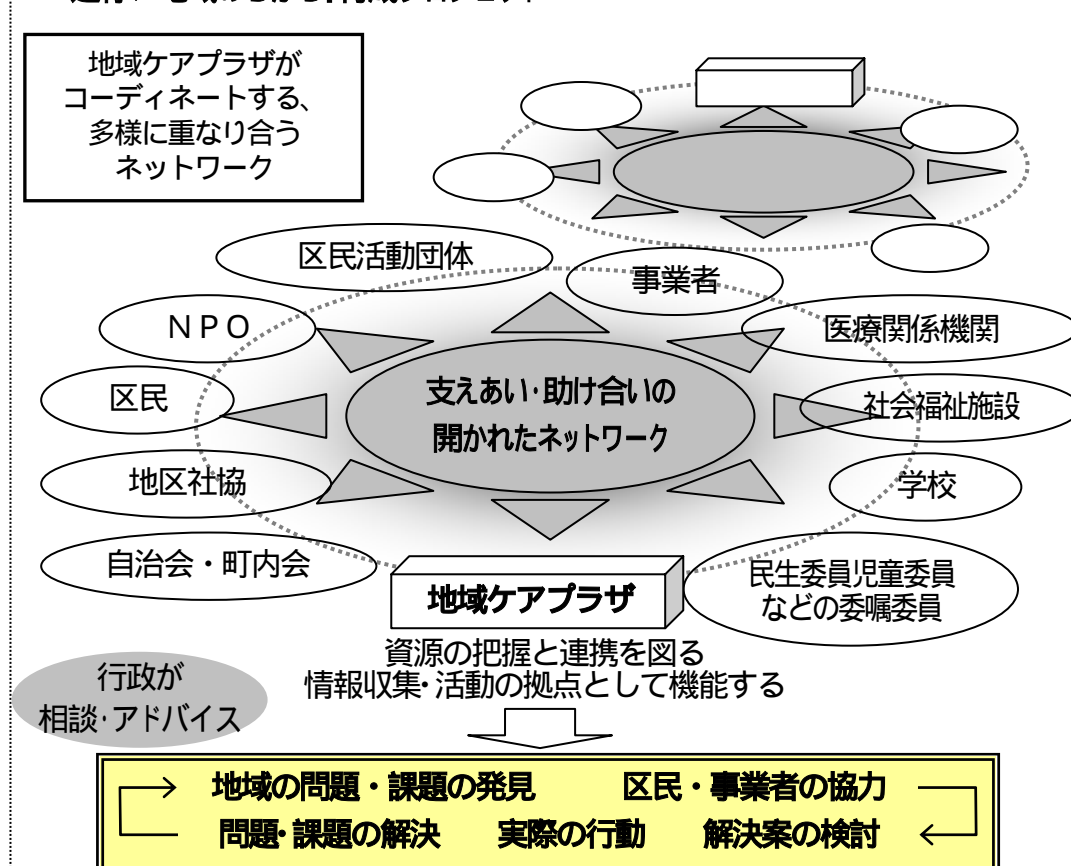 地域ケアプラザが
コーディネートする、
多様に重なり合う
ネットワーク
区民活動団体
事業者
NPO
医療関係機関
区民
支えあい・助け合いの
開かれたネットワーク
社会福祉施設
地区社協
学校
自治会・町内会
地域ケアプラザ
民生委員児童委員
などの委嘱委員
資源の把握と連携を図る
情報収集・活動の拠点として機能する
行政が
相談・アドバイス
地域の問題・課題の発見 区民・事業者の協力
問題・課題の解決 実際の行動 解決案の検討